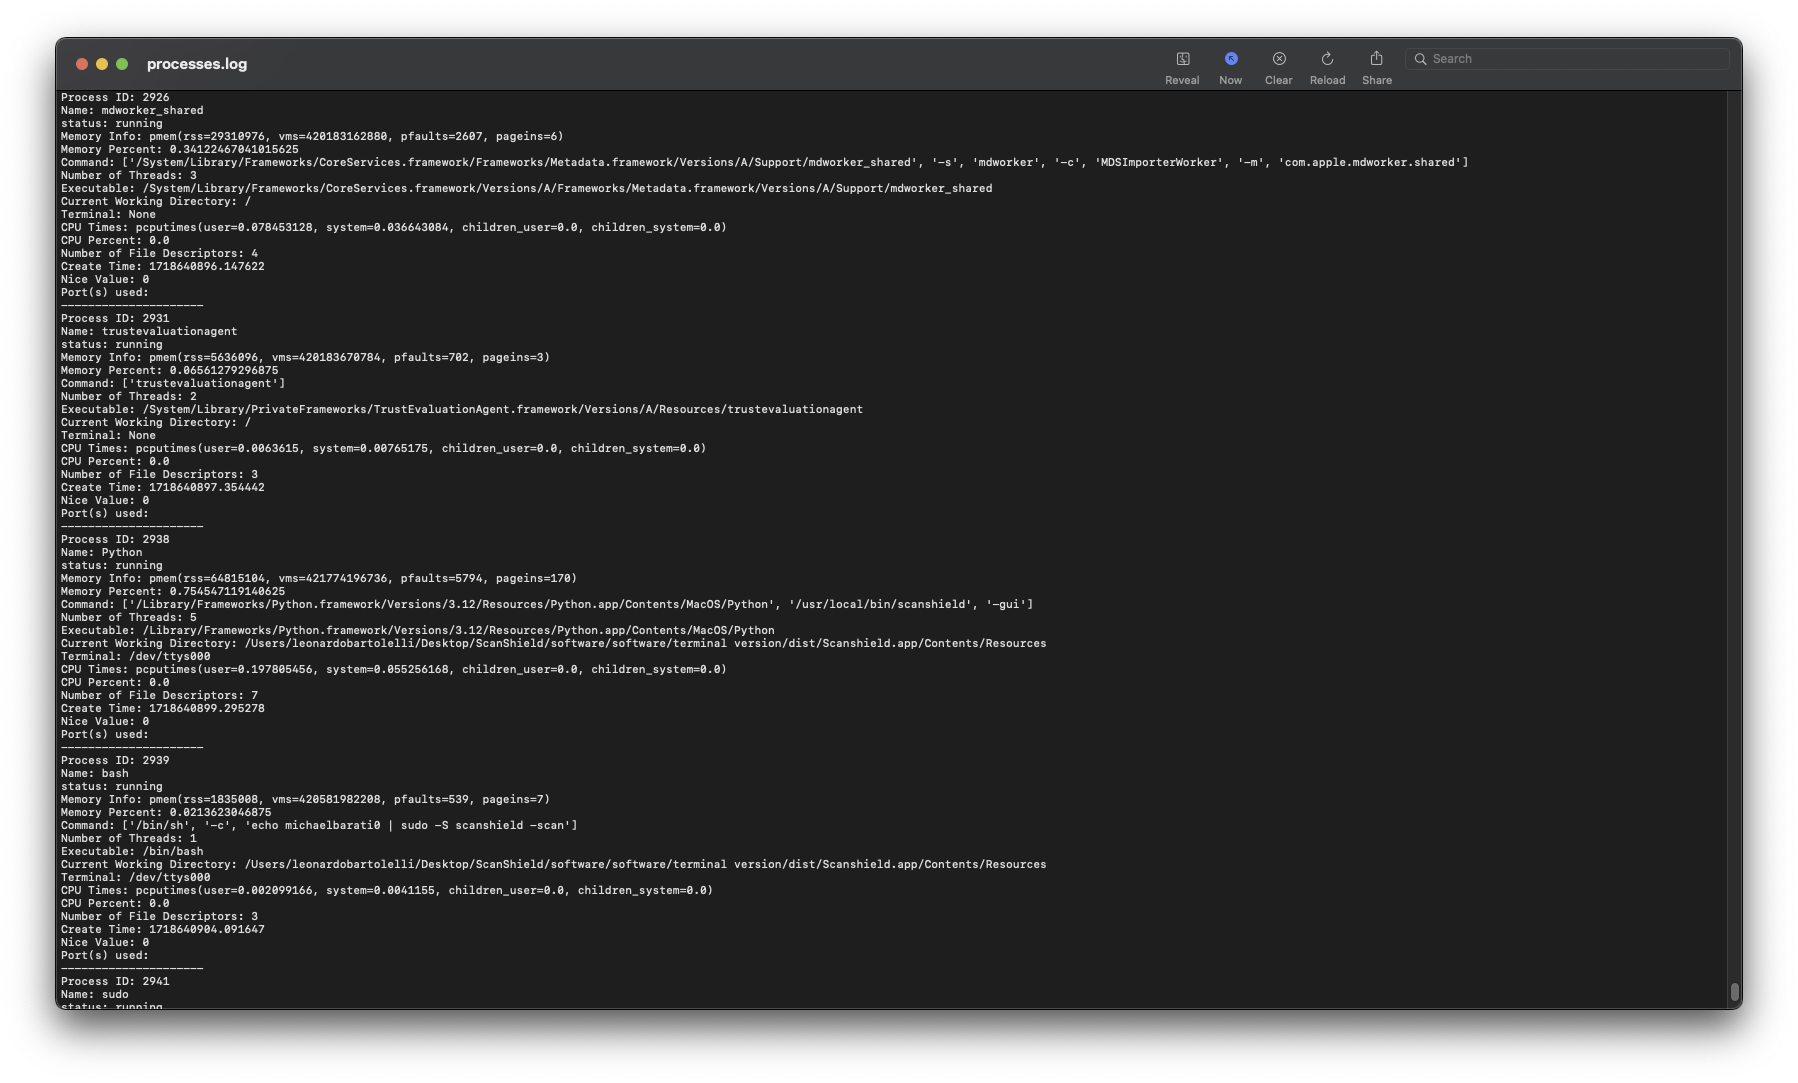 processes.log
Reveal
Now
Clear
Reload
Share
Search
Process ID: 2926
Name: mdworker_shared
status: running
Memory Info: pmem(rss=29310976, vms=420183162880, pfaults=2607, pageins=6)
Memory Percent: 0.34122467041015625
Command: ['/System/Library/Frameworks/CoreServices.framework/Frameworks/Metadata.framework/Versions/A/Support/mdworker_shared', '-s', 'mdworker', '-c', 'MDSImporterWorker', '-m', 'com.apple.mdworker.shared']
Number of Threads: 3
Executable: /System/Library/Frameworks/CoreServices.framework/Versions/A/Frameworks/Metadata.framework/Versions/A/Support/mdworker_shared
Current Working Directory: /
Terminal: None
CPU Times: pcputimes(user=0.078453128, system=0.036643084, children_user=0.0, children_system=0.0)
CPU Percent: 0.0
Number of File Descriptors: 4
Create Time: 1718640896.147622
Nice Value: 0
Port(s) used:
---------------------
Process ID: 2931
Name: trustevaluationagent
status: running
Memory Info: pmem(rss=5636096, vms=420183670784, pfaults=702, pageins=3)
Memory Percent: 0.06561279296875
Command: ['trustevaluationagent']
Number of Threads: 2
Executable: /System/Library/PrivateFrameworks/TrustEvaluationAgent.framework/Versions/A/Resources/trustevaluationagent
Current Working Directory: /
Terminal: None
CPU Times: pcputimes(user=0.0063615, system=0.00765175, children_user=0.0, children_system=0.0)
CPU Percent: 0.0
Number of File Descriptors: 3
Create Time: 1718640897.354442
Nice Value: 0
Port(s) used:
---------------------
Process ID: 2938
Name: Python
status: running
Memory Info: pmem(rss=64815104, vms=421774196736, pfaults=5794, pageins=170)
Memory Percent: 0.754547119140625
Command: ['/Library/Frameworks/Python.framework/Versions/3.12/Resources/Python.app/Contents/MacOS/Python', '/usr/local/bin/scanshield', '-gui']
Number of Threads: 5
Executable: /Library/Frameworks/Python.framework/Versions/3.12/Resources/Python.app/Contents/MacOS/Python
Current Working Directory: /Users/leonardobartolelli/Desktop/ScanShield/software/software/terminal version/dist/Scanshield.app/Contents/Resources
Terminal: /dev/ttys000
CPU Times: pcputimes(user=0.197805456, system=0.055256168, children_user=0.0, children_system=0.0)
CPU Percent: 0.0
Number of File Descriptors: 7
Create Time: 1718640899.295278
Nice Value: 0
Port(s) used:
---------------------
Process ID: 2939
Name: bash
status: running
Memory Info: pmem(rss=1835008, vms=420581982208, pfaults=539, pageins=7)
Memory Percent: 0.0213623046875
Command: ['/bin/sh', '-c', 'echo michaelbarati0 | sudo -S scanshield -scan']
Number of Threads: 1
Executable: /bin/bash
Current Working Directory: /Users/leonardobartolelli/Desktop/ScanShield/software/software/terminal version/dist/Scanshield.app/Contents/Resources
Terminal: /dev/ttys000
CPU Times: pcputimes(user=0.002099166, system=0.0041155, children_user=0.0, children_system=0.0)
CPU Percent: 0.0
Number of File Descriptors: 3
Create Time: 1718640904.091647
Nice Value: 0
Port(s) used:
---------------------
Process ID: 2941
Name: sudo
status: running